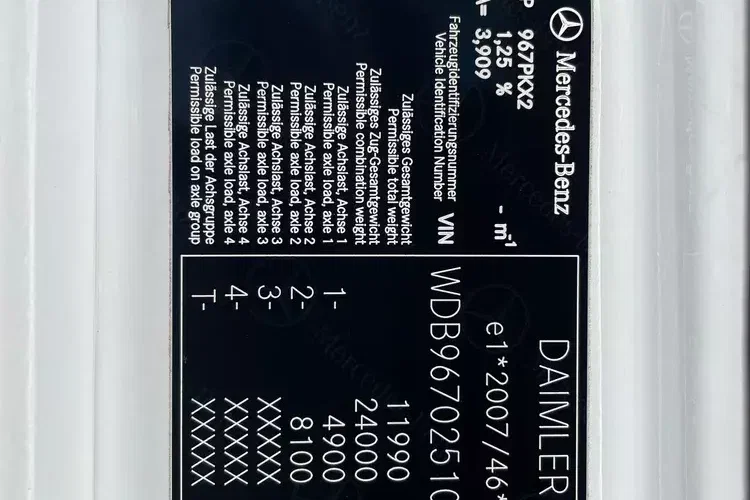 Mercedes-Benz
DAIMLER
P 967PKX2
1,25 %
- m-1
= 3,909
e1*2007/46*
Fahrzeugidentifizierungsnummer
Vehicle Identification Number VIN
WDB96702510
Zulässiges Gesamtgewicht
Permissible total weight
11990
Zulässiges Zug-Gesamtgewicht
Permissible combination weight
24000
Zulässige Achslast, Achse 1
Permissible axle load, axle 1
1- 4900
Zulässige Achslast, Achse 2
Permissible axle load, axle 2
2- 8100
Zulässige Achslast, Achse 3
Permissible axle load, axle 3
3- XXXXX
Zulässige Achslast, Achse 4
Permissible axle load, axle 4
4- XXXXX
Zulässige Last der Achsgruppe
Permissible load on axle group
T- XXXXX